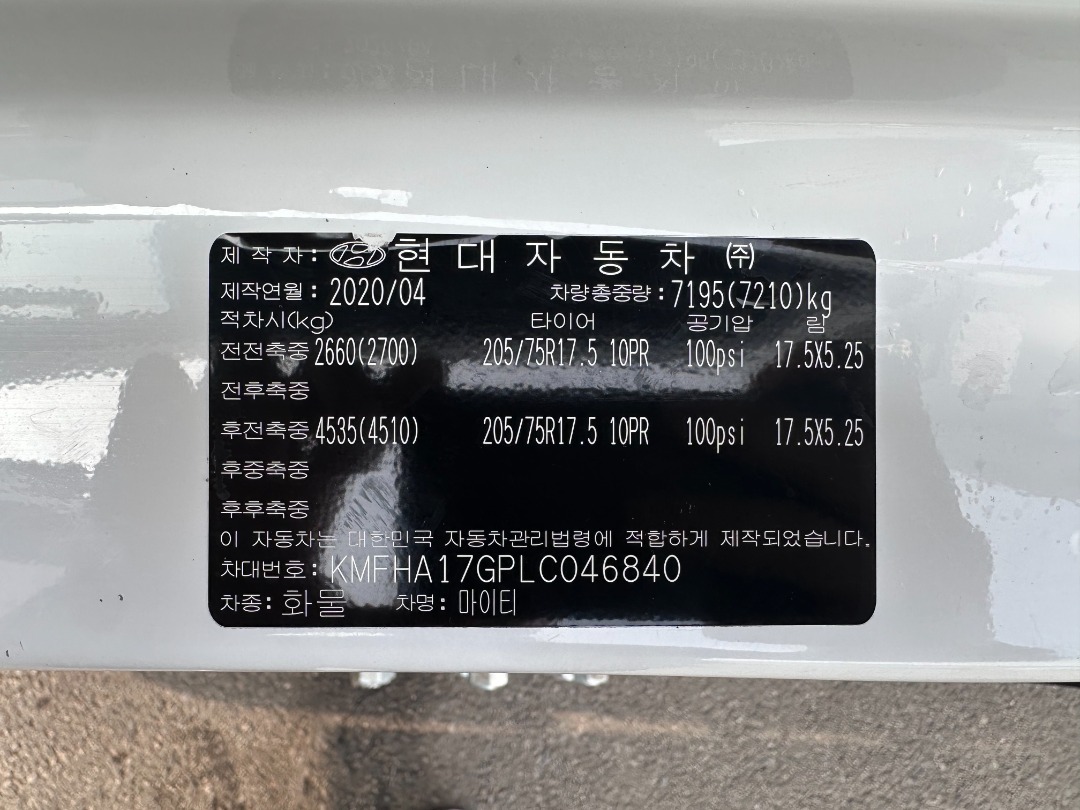 제작자: 현대자동차 ㈜
제작연월: 2020/04 차량총중량: 7195(7210)kg
적차시(kg) 타이어 공기압 림
전전축중 2660(2700) 205/75R17.5 10PR 100psi 17.5X5.25
전후축중
후전축중 4535(4510) 205/75R17.5 10PR 100psi 17.5X5.25
후중축중
후후축중
이 자동차는 대한민국 자동차관리법령에 적합하게 제작되었습니다.
차대번호: KMFHA17GPLC046840
차종: 화물 차명: 마이티